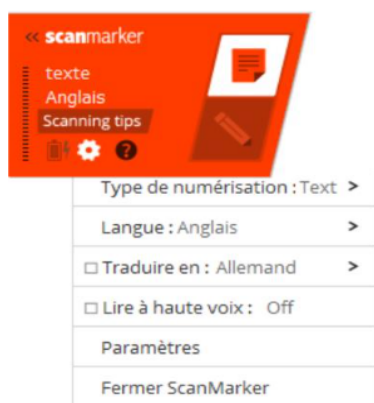 « scanmarker
texte
Anglais
Scanning tips
Type de numérisation : Text >
Langue : Anglais >
Traduire en : Allemand >
Lire à haute voix : Off
Paramètres
Fermer ScanMarker